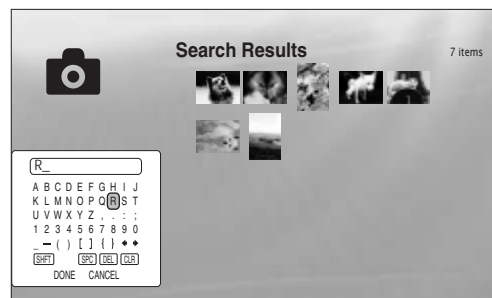 Search Results
7 items
R_
A B C D E F G H I J
K L M N O P Q R S T
U V W X Y Z , . : ;
1 2 3 4 5 6 7 8 9 0
_ – ( ) [ ] { }
SHFT SPC DEL CLR
DONE CANCEL